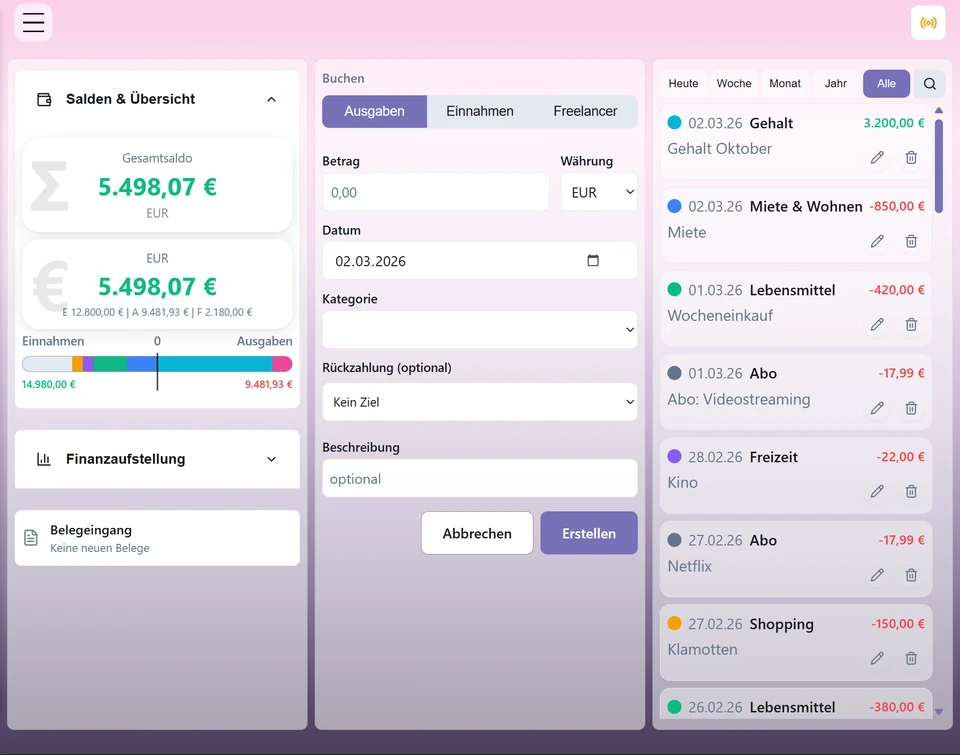 Salden & Übersicht
Σ
Gesamtsaldo
5.498,07 €
EUR
€
EUR
5.498,07 €
E 12.800,00 € | A 9.481,93 € | F 2.180,00 €
Einnahmen 0 Ausgaben
14.980,00 € 9.481,93 €
Finanzaufstellung
Belegeingang
Keine neuen Belege
Buchen
Ausgaben Einnahmen Freelancer
Betrag Währung
0,00 EUR
Datum
02.03.2026
Kategorie
Rückzahlung (optional)
Kein Ziel
Beschreibung
optional
Abbrechen Erstellen
Heute Woche Monat Jahr Alle
02.03.26 Gehalt 3.200,00 €
Gehalt Oktober
02.03.26 Miete & Wohnen -850,00 €
Miete
01.03.26 Lebensmittel -420,00 €
Wocheneinkauf
01.03.26 Abo -17,99 €
Abo: Videostreaming
28.02.26 Freizeit -22,00 €
Kino
27.02.26 Abo -17,99 €
Netflix
27.02.26 Shopping -150,00 €
Klamotten
26.02.26 Lebensmittel -380,00 €